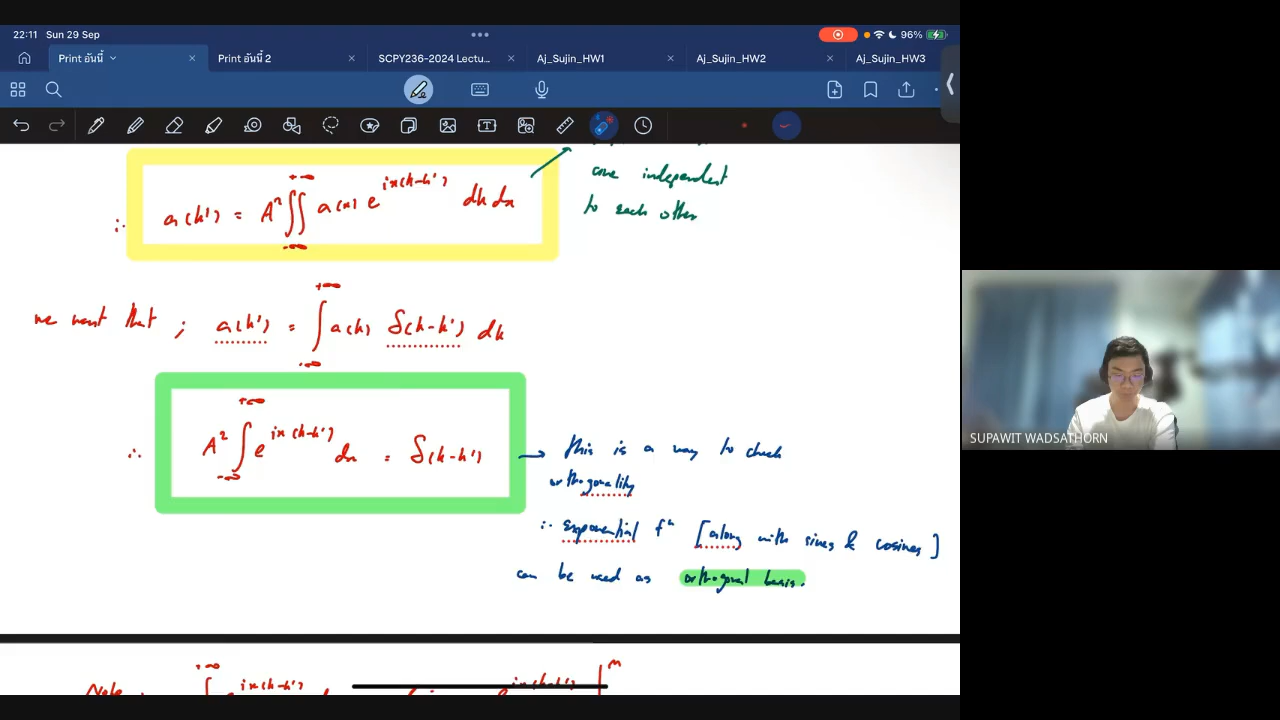 22:11 Sun 29 Sep
96%
Print อันนี้
Print อันนี้ 2
SCPY236-2024 Lectu...
Aj_Sujin_HW1
Aj_Sujin_HW2
Aj_Sujin_HW3
are independent
to each other
∴ a(k') = A² ∫∫ a(k) e^{ix(k-k')} dk dx
+∞
-∞
we want that ; a(k') = ∫ a(k) δ(k-k') dk
+∞
-∞
∴ A² ∫ e^{ix(k-k')} dx = δ(k-k') → this is a way to check
+∞
-∞
orthogonality
∴ exponential fⁿ [along with sines & cosines]
can be used as orthogonal basis.
SUPAWIT WADSATHORN
Note
+∞
ix(k-k')
ix(k-k')